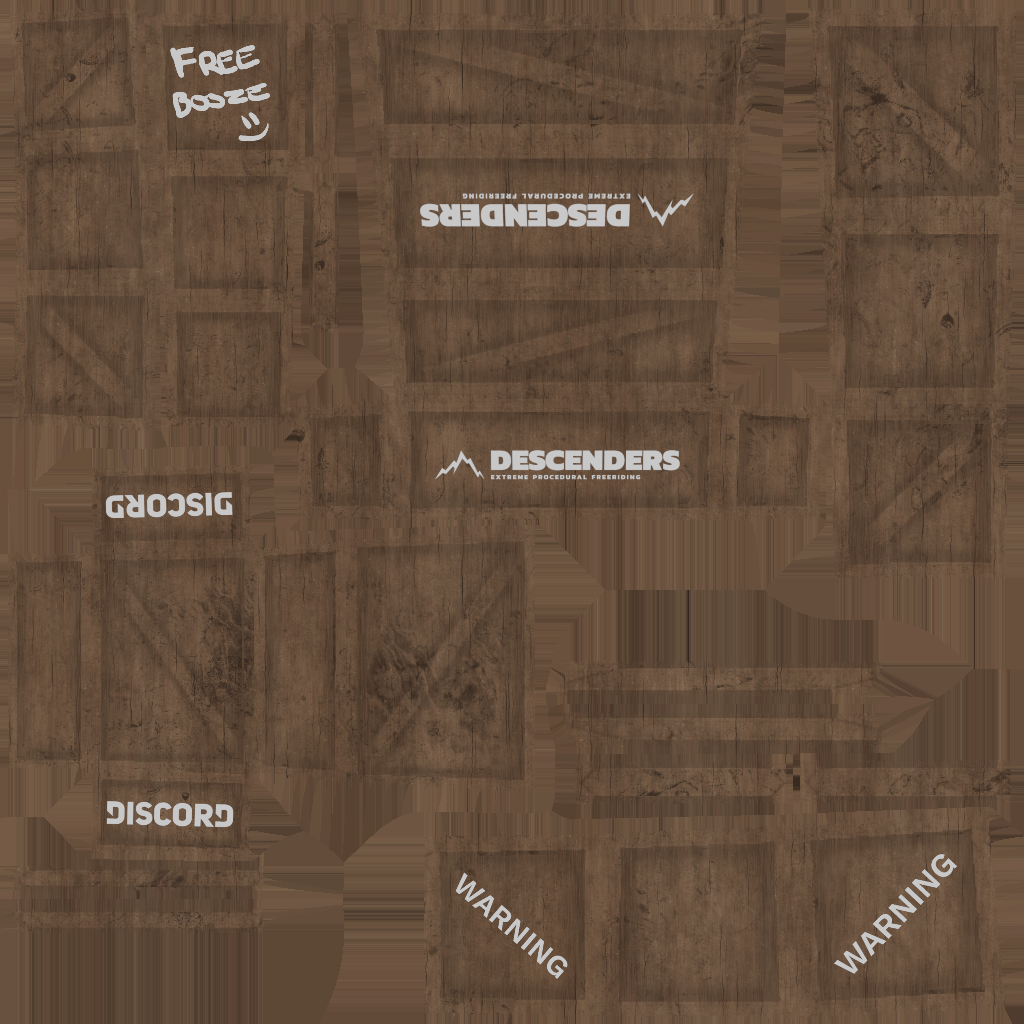 FREE
BOOZE
DESCENDERS
EXTREME PROCEDURAL FREERIDING
DESCENDERS
EXTREME PROCEDURAL FREERIDING
DISCORD
DISCORD
WARNING
WARNING